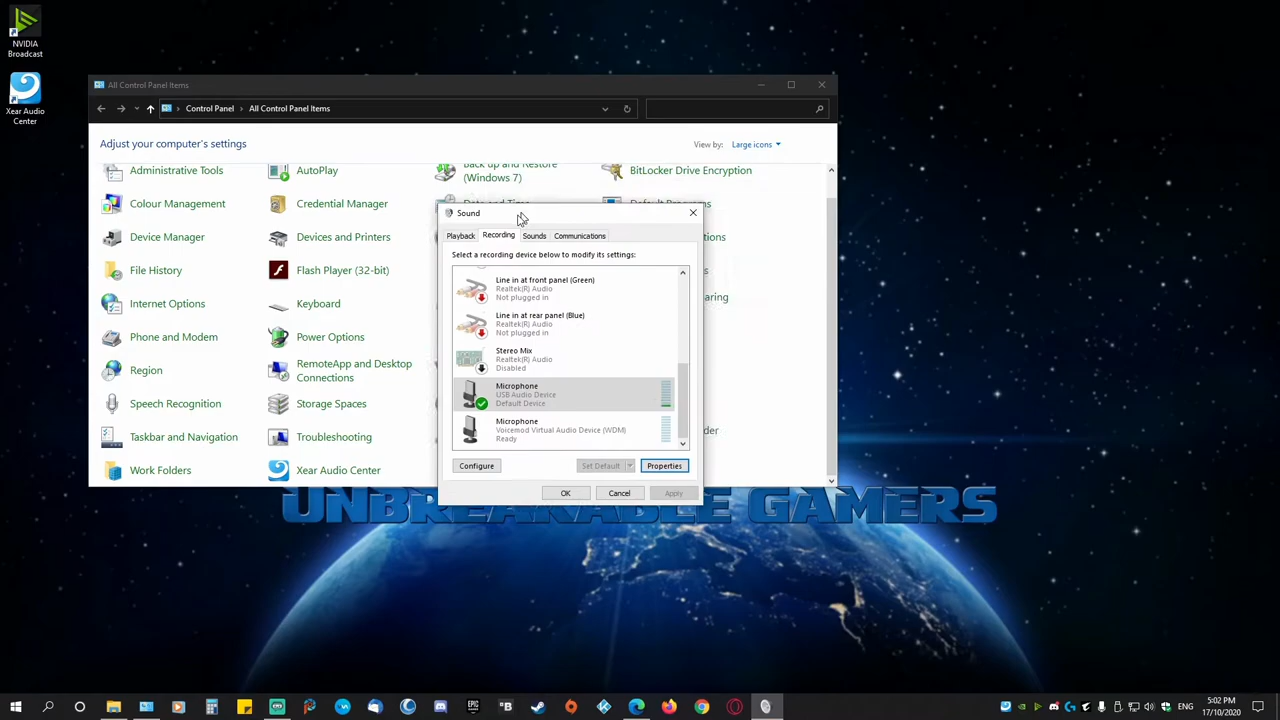 NVIDIA
Broadcast
Xear Audio
Center
All Control Panel Items
Control Panel
All Control Panel Items
Adjust your computer's settings
View by:
Large icons
Administrative Tools
AutoPlay
Back up and Restore
(Windows 7)
BitLocker Drive Encryption
Colour Management
Credential Manager
Date and Time
Default Programs
Device Manager
Devices and Printers
File History
Flash Player (32-bit)
Internet Options
Keyboard
Phone and Modem
Power Options
Region
RemoteApp and Desktop
Connections
Speech Recognition
Storage Spaces
Taskbar and Navigation
Troubleshooting
Work Folders
Xear Audio Center
Sound
Playback
Recording
Sounds
Communications
Select a recording device below to modify its settings:
Line in at front panel (Green)
Realtek(R) Audio
Not plugged in
Line in at rear panel (Blue)
Realtek(R) Audio
Not plugged in
Stereo Mix
Realtek(R) Audio
Disabled
Microphone
USB Audio Device
Default Device
Microphone
Voicemod Virtual Audio Device (WDM)
Ready
Configure
Set Default
Properties
OK
Cancel
Apply
UNBREAKABLE GAMERS
EPIC
ENG
5:02 PM
17/10/2020